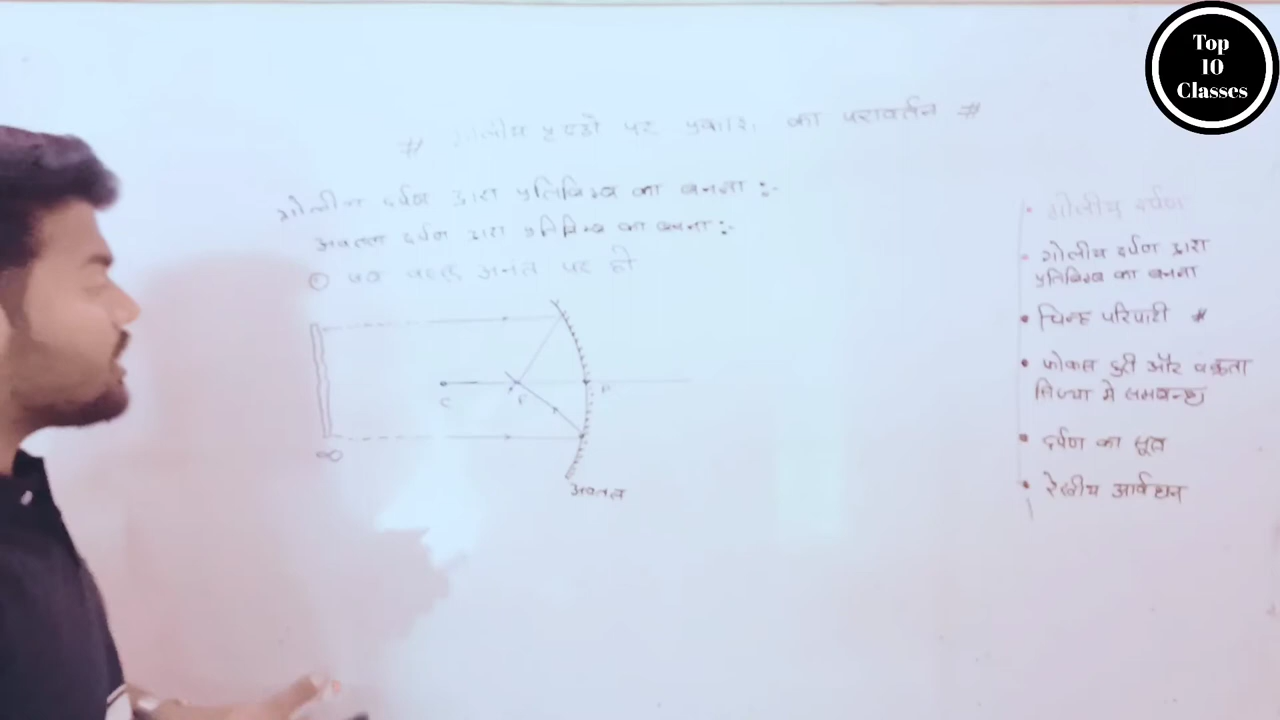 # गोलीय पृष्ठों पर प्रकाश का परावर्तन #
गोलीय दर्पण द्वारा प्रतिबिम्ब का बनना :-
अवतल दर्पण द्वारा प्रतिबिम्ब का बनना :-
① जब वस्तु अनंत पर हो
∞
C
F
P
अवतल
• गोलीय दर्पण
• गोलीय दर्पण द्वारा
प्रतिबिम्ब का बनना
• चिन्ह परिपाटी #
• फोकस दुरी और वक्रता
त्रिज्या में सम्बन्ध
• दर्पण का सूत्र
• रेखीय आर्वधन
Top
10
Classes